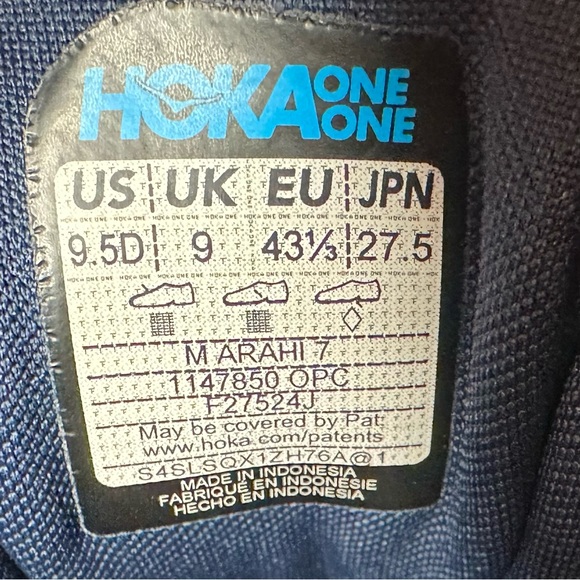 HOKA ONE ONE
US UK EU JPN
9.5D 9 43⅓ 27.5
M ARAHI 7
1147850 OPC
F27524J
May be covered by Pat:
www.hoka.com/patents
S4SLSQX1ZH76A@1
MADE IN INDONESIA
FABRIQUÉ EN INDONÉSIE
HECHO EN INDONESIA